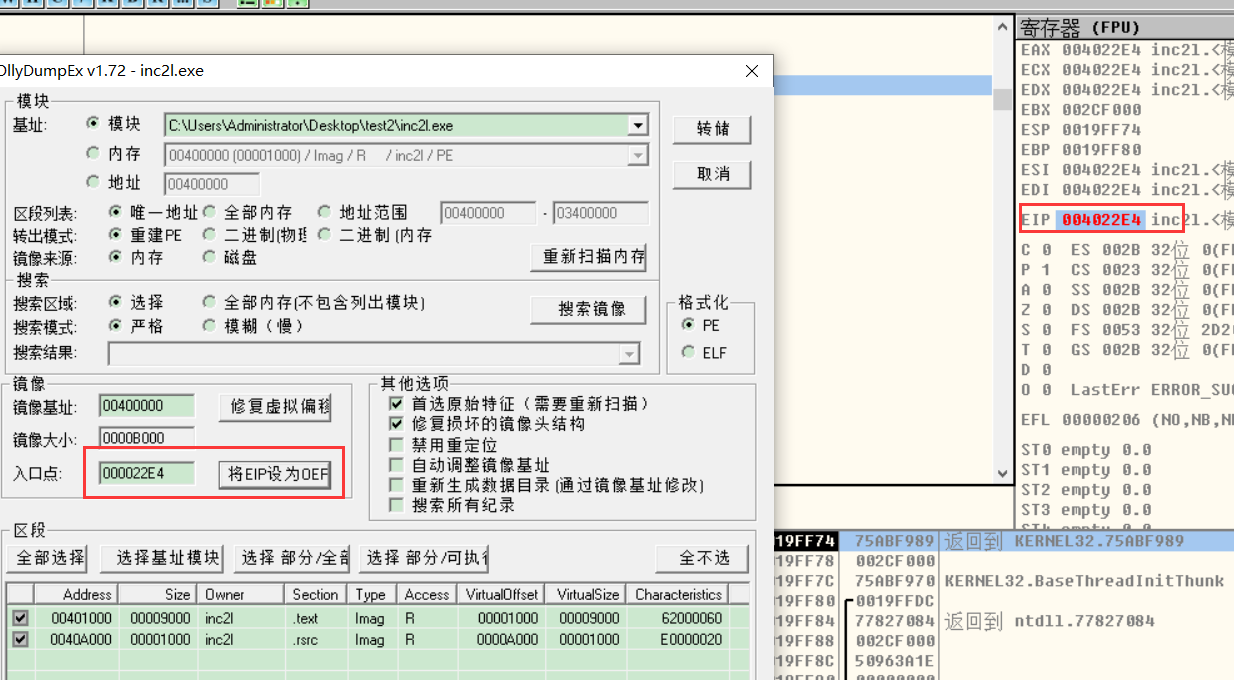 寄存器 (FPU)
EAX 004022E4 inc2l.<模
ECX 004022E4 inc2l.<模
EDX 004022E4 inc2l.<模
EBX 002CF000
ESP 0019FF74
EBP 0019FF80
ESI 004022E4 inc2l.<模
EDI 004022E4 inc2l.<模
EIP 004022E4 inc2l.<模
C 0 ES 002B 32位 0(F
P 1 CS 0023 32位 0(F
A 0 SS 002B 32位 0(F
Z 0 DS 002B 32位 0(F
S 0 FS 0053 32位 2D2
T 0 GS 002B 32位 0(F
D 0
O 0 LastErr ERROR_SU
EFL 00000206 (NO,NB,N
ST0 empty 0.0
ST1 empty 0.0
ST2 empty 0.0
ST3 empty 0.0
ST4 empty 0.0
OllyDumpEx v1.72 - inc2l.exe
模块
基址: 模块 C:\Users\Administrator\Desktop\test2\inc2l.exe 转储
内存 00400000 (00001000) / Imag / R / inc2l / PE 取消
地址 00400000
区段列表: 唯一地址 全部内存 地址范围 00400000 - 03400000
转出模式: 重建PE 二进制(物理 二进制 (内存
镜像来源: 内存 磁盘 重新扫描内存
搜索
搜索区域: 选择 全部内存(不包含列出模块) 搜索镜像
搜索模式: 严格 模糊（慢）
搜索结果:
格式化
PE
ELF
镜像
镜像基址: 00400000 修复虚拟偏移
镜像大小: 0000B000
入口点: 000022E4 将EIP设为OEP
其他选项
首选原始特征（需要重新扫描）
修复损坏的镜像头结构
禁用重定位
自动调整镜像基址
重新生成数据目录 (通过镜像基址修改)
搜索所有纪录
区段
全部选择 选择基址模块 选择 部分/全部 选择 部分/可执行 全不选
Address Size Owner Section Type Access VirtualOffset VirtualSize Characteristics
00401000 00009000 inc2l .text Imag R 00001000 00009000 62000060
0040A000 00001000 inc2l .rsrc Imag R 0000A000 00001000 E0000020
19FF74 75ABF989 返回到 KERNEL32.75ABF989
19FF78 002CF000
19FF7C 75ABF970 KERNEL32.BaseThreadInitThunk
19FF80 0019FFDC
19FF84 77827084 返回到 ntdll.77827084
19FF88 002CF000
19FF8C 50963A1E
19FF90 00000000